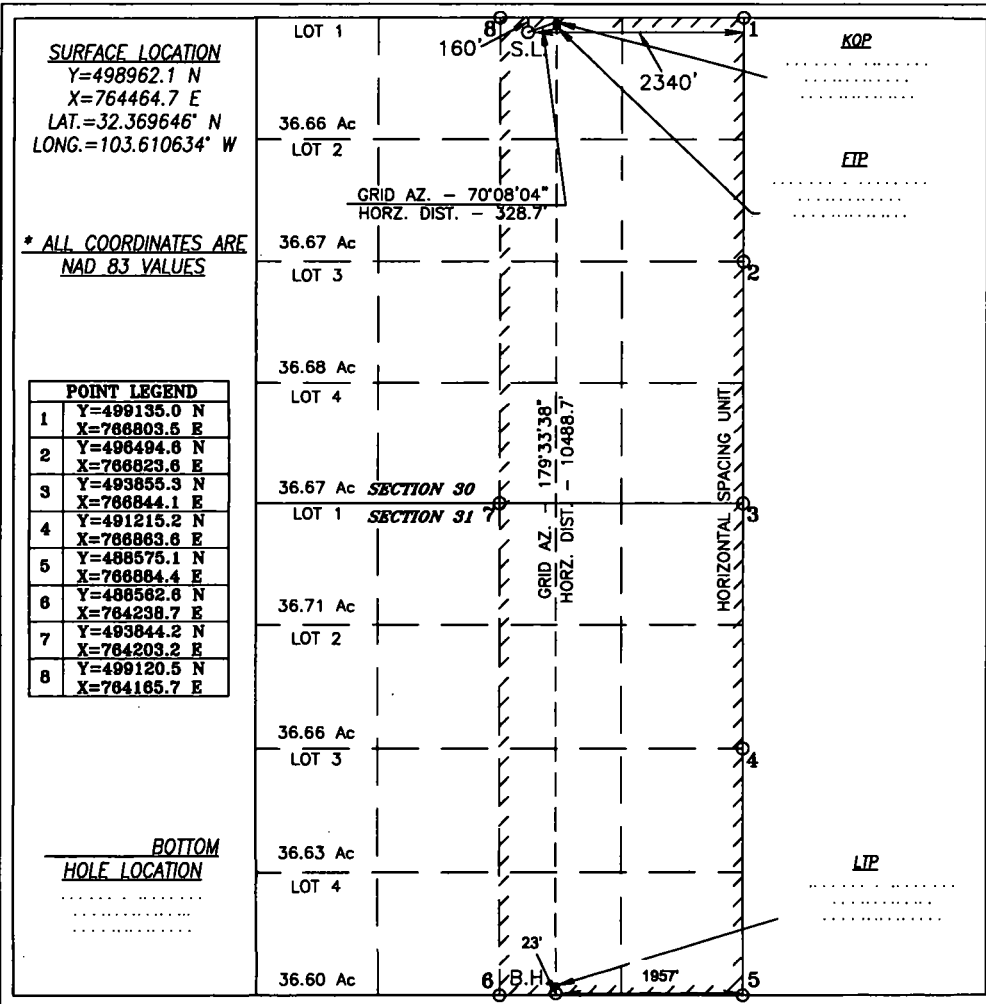 SURFACE LOCATION
Y=498962.1 N
X=764464.7 E
LAT.=32.369646° N
LONG.=103.610634° W
* ALL COORDINATES ARE
NAD 83 VALUES
POINT LEGEND
1 Y=499135.0 N
X=766803.5 E
2 Y=496494.6 N
X=766823.6 E
3 Y=493855.3 N
X=766844.1 E
4 Y=491215.2 N
X=766863.6 E
5 Y=488575.1 N
X=766884.4 E
6 Y=488562.6 N
X=764238.7 E
7 Y=493844.2 N
X=764203.2 E
8 Y=499120.5 N
X=764165.7 E
BOTTOM
HOLE LOCATION
LOT 1
8
1
160'
S.L.
2340'
36.66 Ac
LOT 2
GRID AZ. - 70°08'04"
HORZ. DIST. - 328.7'
36.67 Ac
LOT 3
2
36.68 Ac
LOT 4
GRID AZ. - 179°33'38"
HORZ. DIST. - 10488.7'
HORIZONTAL SPACING UNIT
36.67 Ac SECTION 30
LOT 1 SECTION 31 7
3
36.71 Ac
LOT 2
36.66 Ac
LOT 3
4
36.63 Ac
LOT 4
23'
36.60 Ac
6 B.H.
1957'
5
KOP
FTP
LTP